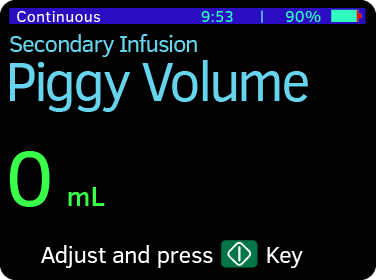 Continuous 9:53 | 90%
Secondary Infusion
Piggy Volume
0 mL
Adjust and press Key